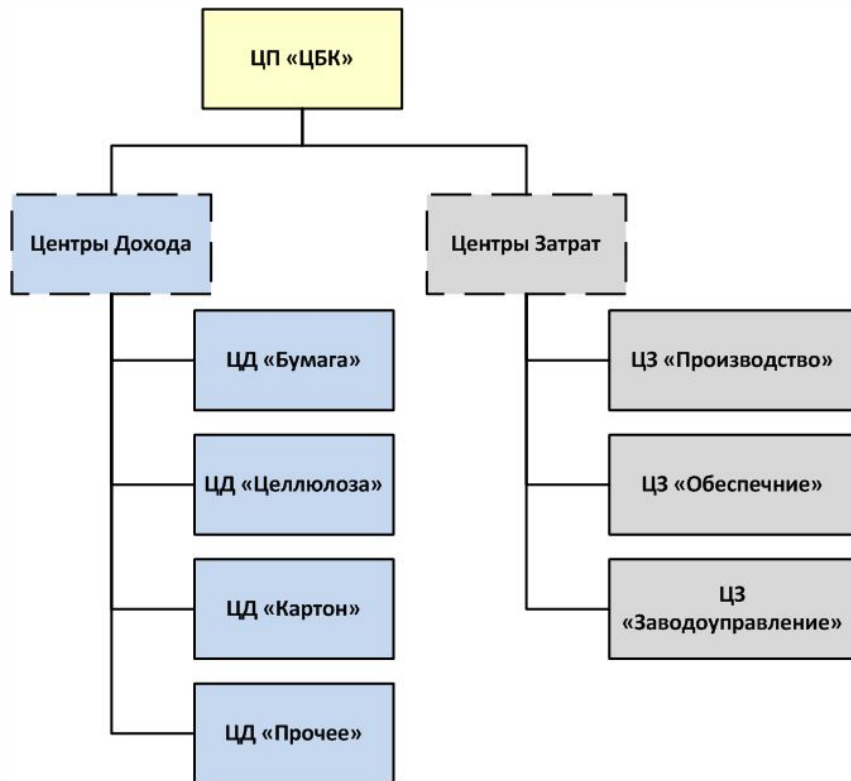 ЦП «ЦБК»
Центры Дохода
Центры Затрат
ЦД «Бумага»
ЦЗ «Производство»
ЦД «Целлюлоза»
ЦЗ «Обеспечние»
ЦД «Картон»
ЦЗ
«Заводоуправление»
ЦД «Прочее»